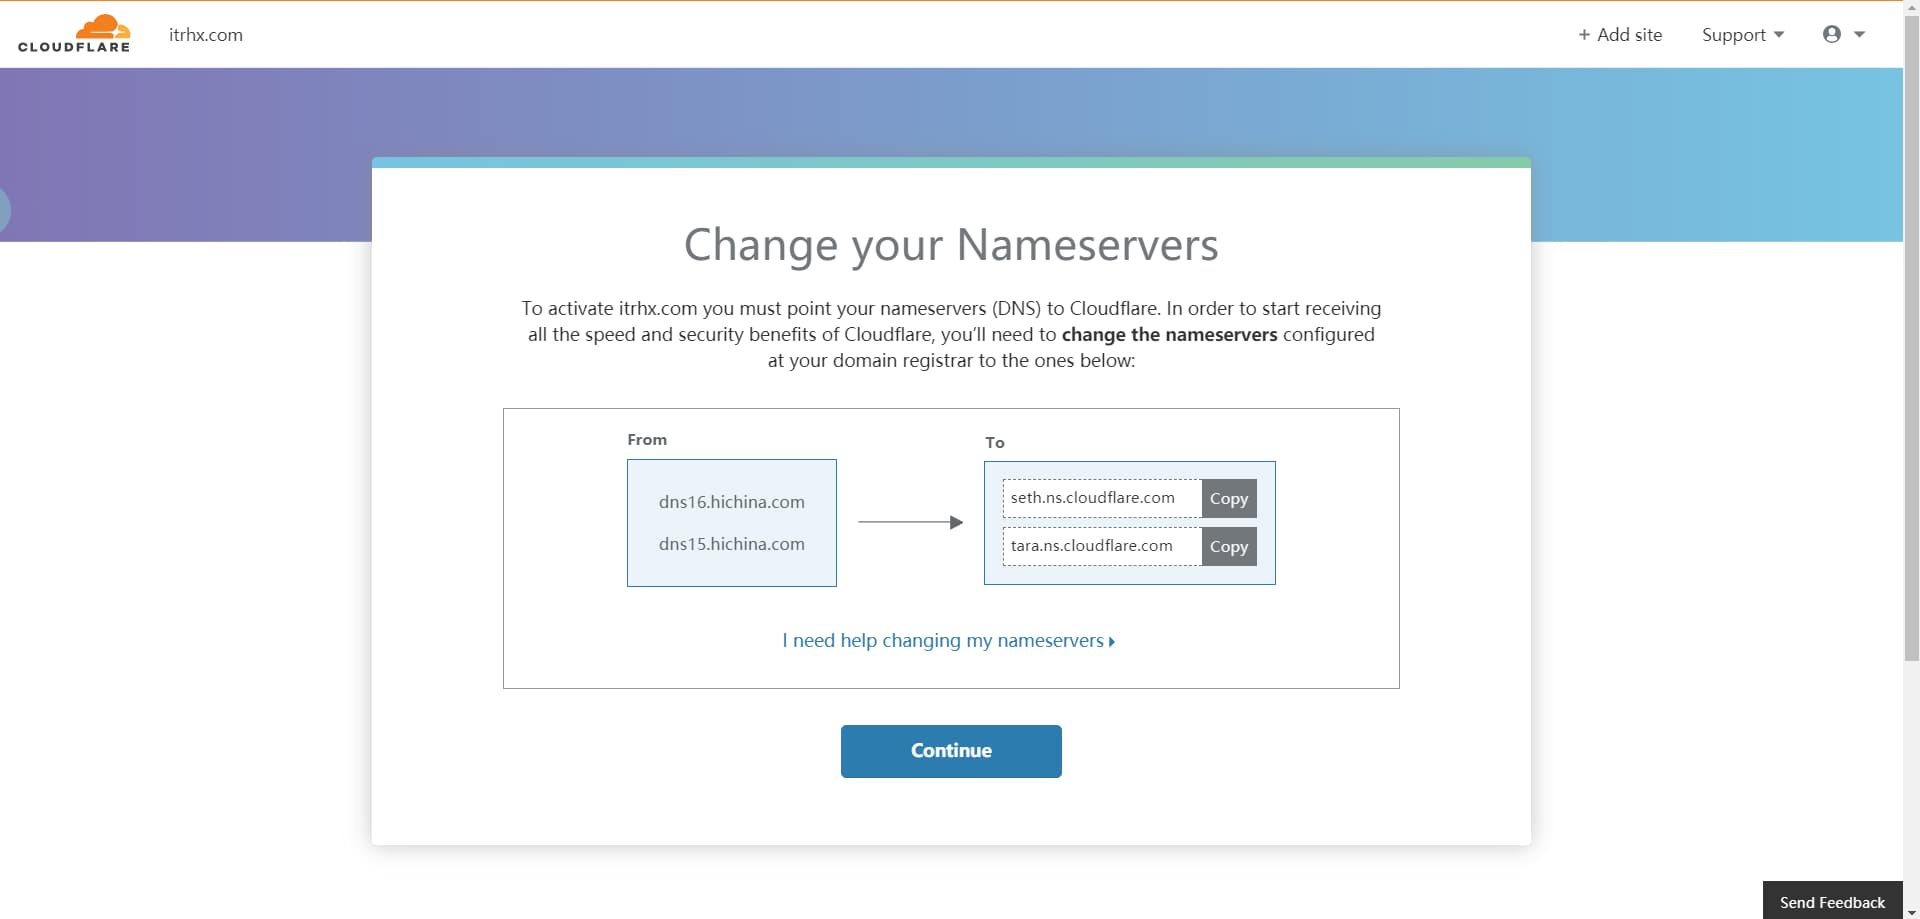 CLOUDFLARE
itrhx.com
+ Add site
Support
Change your Nameservers
To activate itrhx.com you must point your nameservers (DNS) to Cloudflare. In order to start receiving
all the speed and security benefits of Cloudflare, you’ll need to change the nameservers configured
at your domain registrar to the ones below:
From
dns16.hichina.com
dns15.hichina.com
To
seth.ns.cloudflare.com Copy
tara.ns.cloudflare.com Copy
I need help changing my nameservers
Continue
Send Feedback